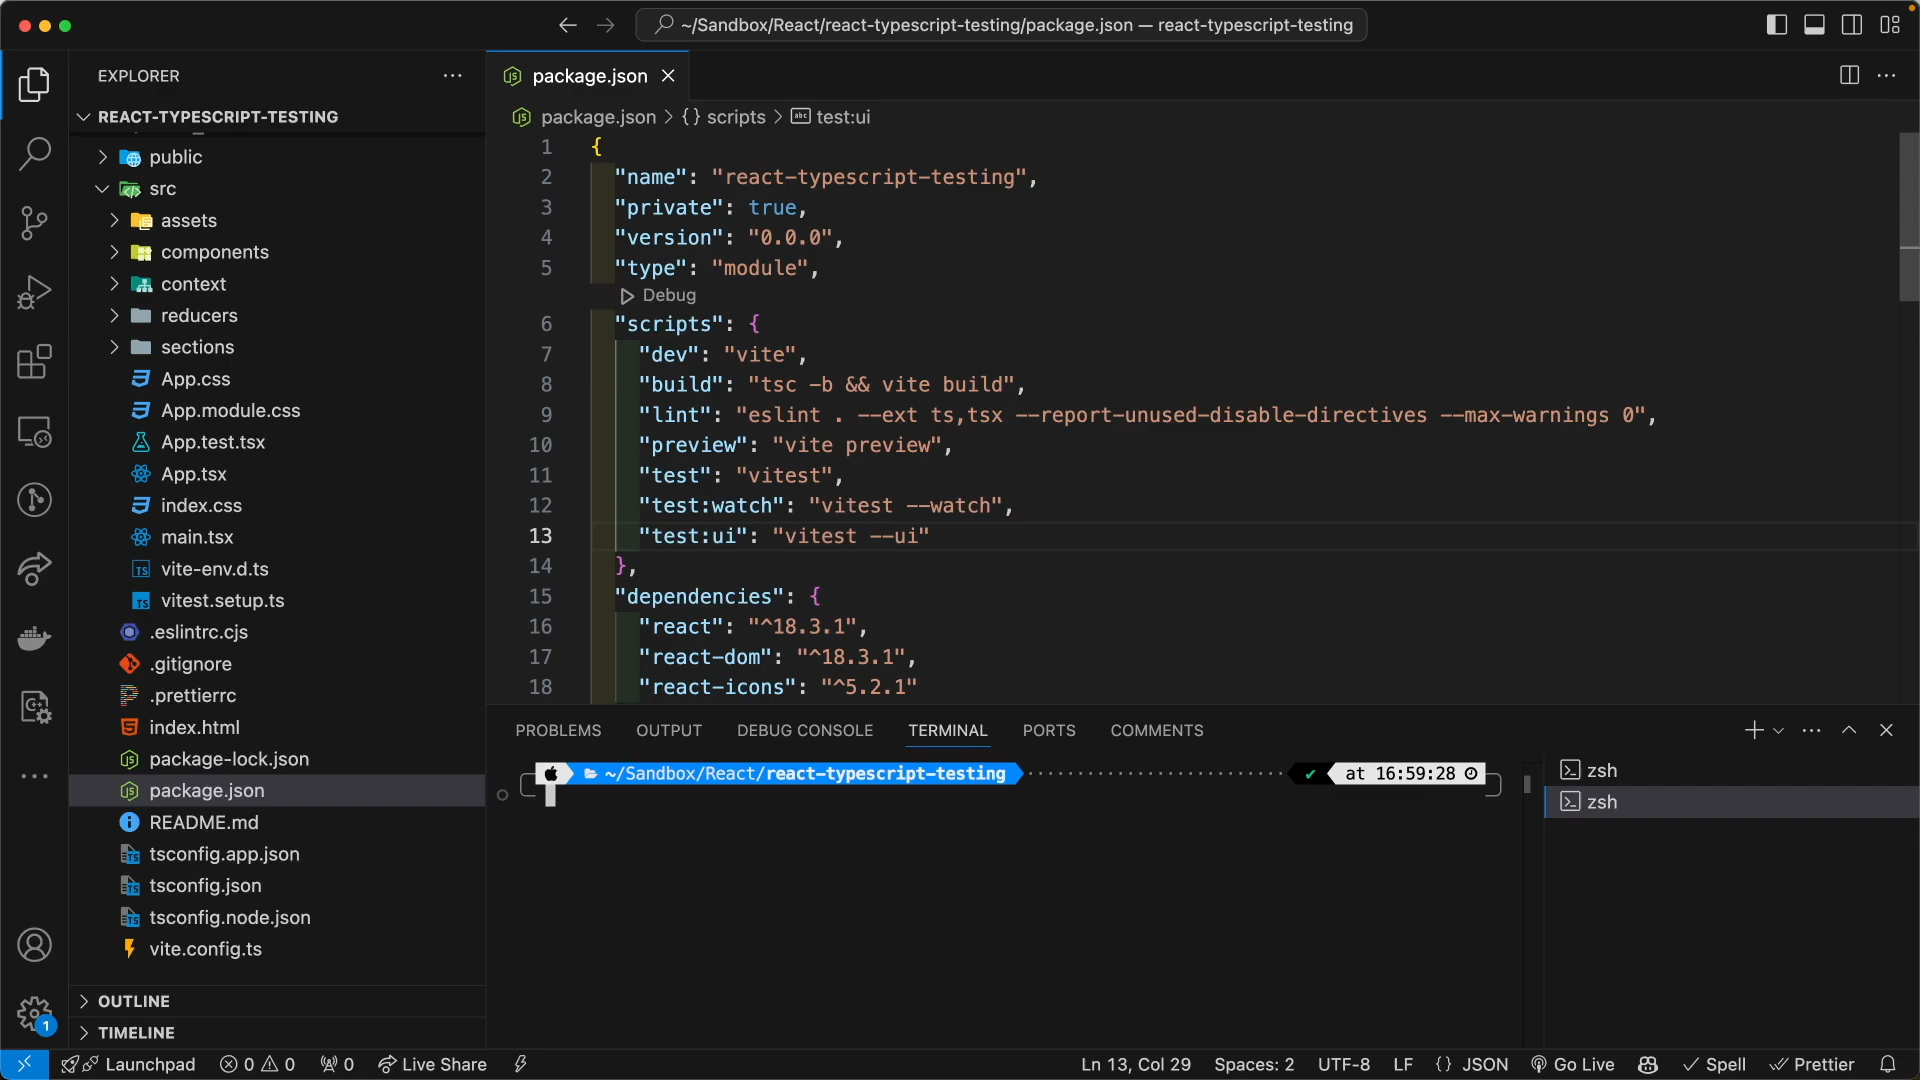 ~/Sandbox/React/react-typescript-testing/package.json — react-typescript-testing
EXPLORER
REACT-TYPESCRIPT-TESTING
public
src
assets
components
context
reducers
sections
App.css
App.module.css
App.test.tsx
App.tsx
index.css
main.tsx
vite-env.d.ts
vitest.setup.ts
.eslintrc.cjs
.gitignore
.prettierrc
index.html
package-lock.json
package.json
README.md
tsconfig.app.json
tsconfig.json
tsconfig.node.json
vite.config.ts
OUTLINE
TIMELINE
1
package.json
package.json > {} scripts > abc test:ui
1 {
2 "name": "react-typescript-testing",
3 "private": true,
4 "version": "0.0.0",
5 "type": "module",
Debug
6 "scripts": {
7 "dev": "vite",
8 "build": "tsc -b && vite build",
9 "lint": "eslint . --ext ts,tsx --report-unused-disable-directives --max-warnings 0",
10 "preview": "vite preview",
11 "test": "vitest",
12 "test:watch": "vitest --watch",
13 "test:ui": "vitest --ui"
14 },
15 "dependencies": {
16 "react": "^18.3.1",
17 "react-dom": "^18.3.1",
18 "react-icons": "^5.2.1"
PROBLEMS OUTPUT DEBUG CONSOLE TERMINAL PORTS COMMENTS
~/Sandbox/React/react-typescript-testing ✔ at 16:59:28
zsh
zsh
Launchpad 0 0 0 Live Share Ln 13, Col 29 Spaces: 2 UTF-8 LF {} JSON Go Live Spell Prettier